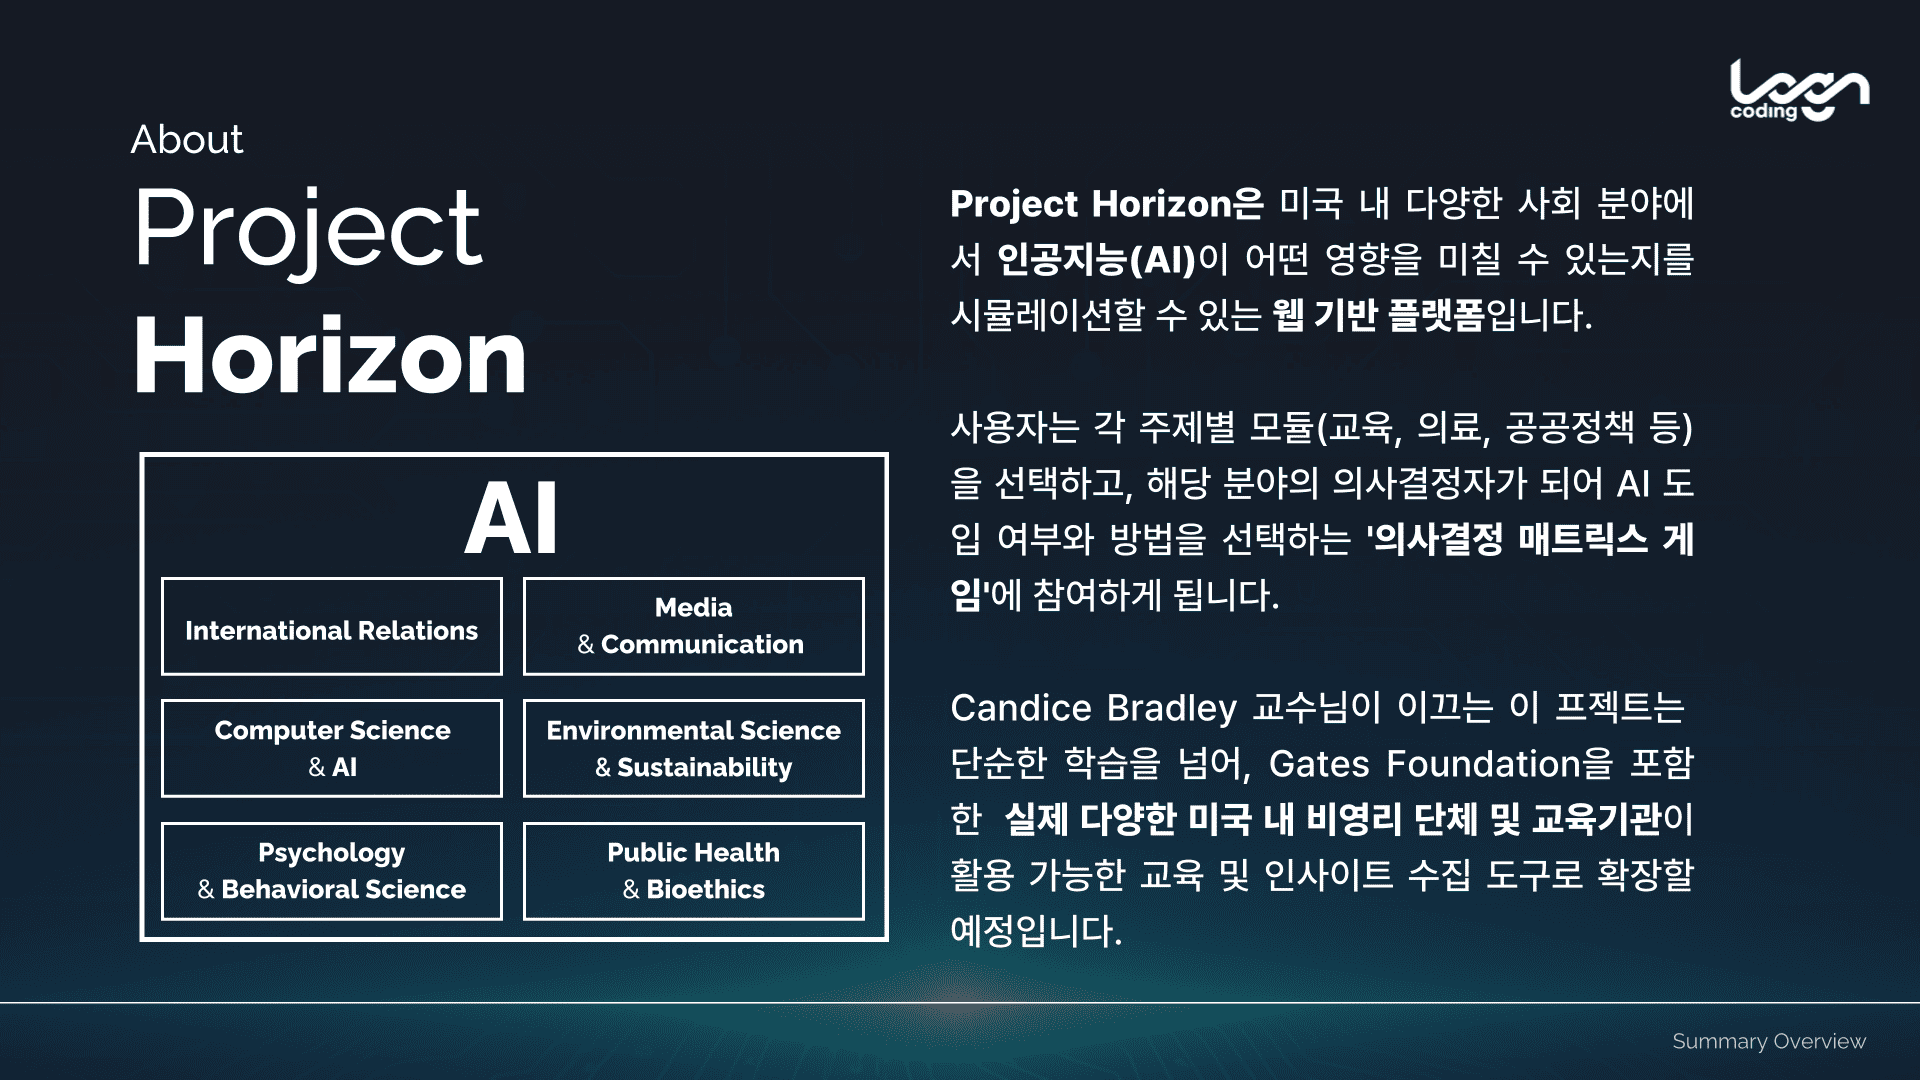 Logn
coding
About
Project
Horizon
AI
International Relations
Media
& Communication
Computer Science
& AI
Environmental Science
& Sustainability
Psychology
& Behavioral Science
Public Health
& Bioethics
Project Horizon은 미국 내 다양한 사회 분야에
서 인공지능(AI)이 어떤 영향을 미칠 수 있는지를
시뮬레이션할 수 있는 웹 기반 플랫폼입니다.
사용자는 각 주제별 모듈(교육, 의료, 공공정책 등)
을 선택하고, 해당 분야의 의사결정자가 되어 AI 도
입 여부와 방법을 선택하는 '의사결정 매트릭스 게
임'에 참여하게 됩니다.
Candice Bradley 교수님이 이끄는 이 프젝트는
단순한 학습을 넘어, Gates Foundation을 포함
한 실제 다양한 미국 내 비영리 단체 및 교육기관이
활용 가능한 교육 및 인사이트 수집 도구로 확장할
예정입니다.
Summary Overview